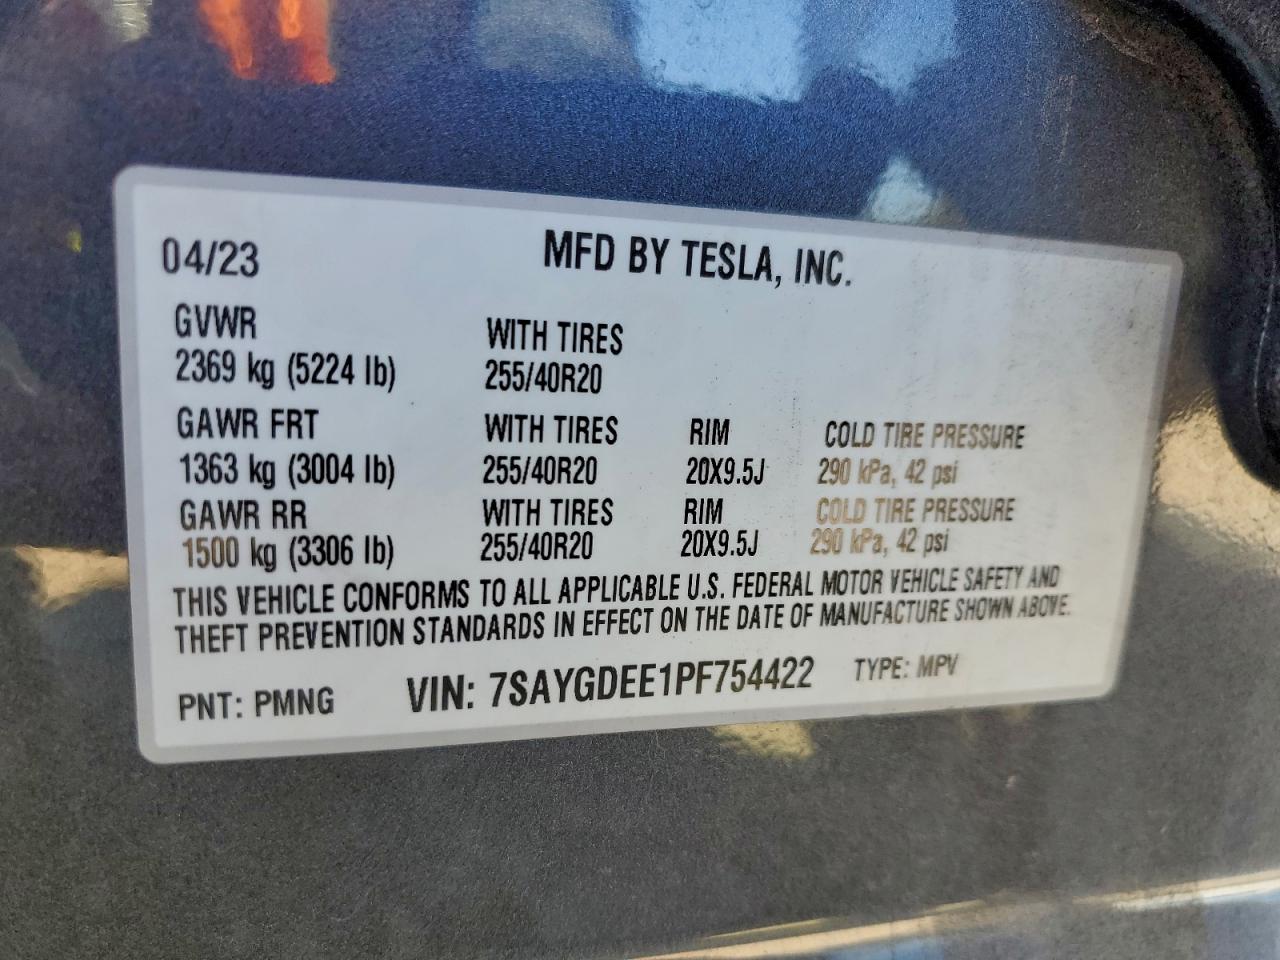 04/23 MFD BY TESLA, INC.
GVWR WITH TIRES
2369 kg (5224 lb) 255/40R20
GAWR FRT WITH TIRES RIM COLD TIRE PRESSURE
1363 kg (3004 lb) 255/40R20 20X9.5J 290 kPa, 42 psi
GAWR RR WITH TIRES RIM COLD TIRE PRESSURE
1500 kg (3306 lb) 255/40R20 20X9.5J 290 kPa, 42 psi
THIS VEHICLE CONFORMS TO ALL APPLICABLE U.S. FEDERAL MOTOR VEHICLE SAFETY AND
THEFT PREVENTION STANDARDS IN EFFECT ON THE DATE OF MANUFACTURE SHOWN ABOVE.
PNT: PMNG VIN: 7SAYGDEE1PF754422 TYPE: MPV